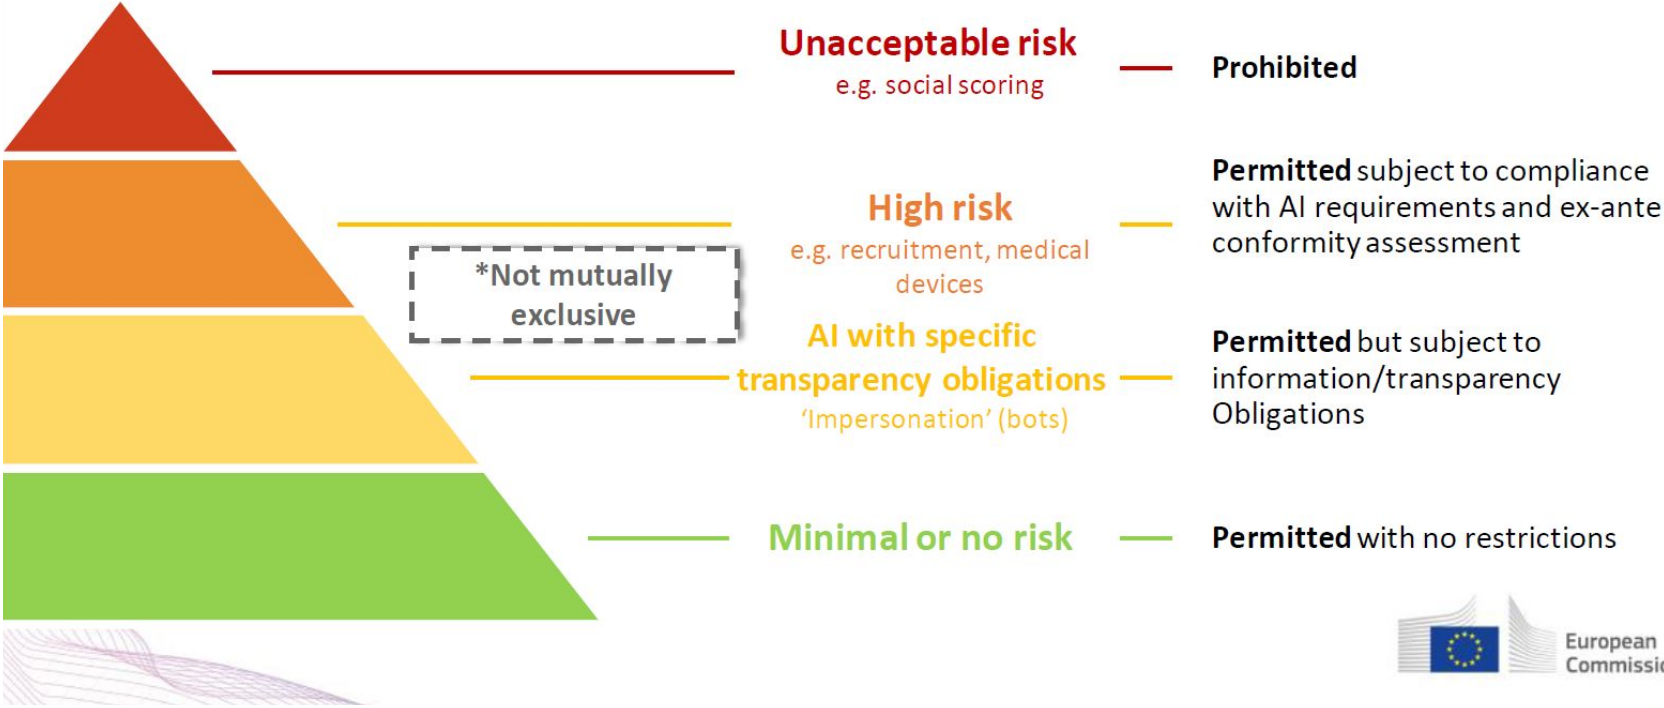 Unacceptable risk
e.g. social scoring
Prohibited
High risk
e.g. recruitment, medical
devices
Permitted subject to compliance
with AI requirements and ex-ante
conformity assessment
*Not mutually
exclusive
AI with specific
transparency obligations
‘Impersonation’ (bots)
Permitted but subject to
information/transparency
Obligations
Minimal or no risk
Permitted with no restrictions
European
Commissio